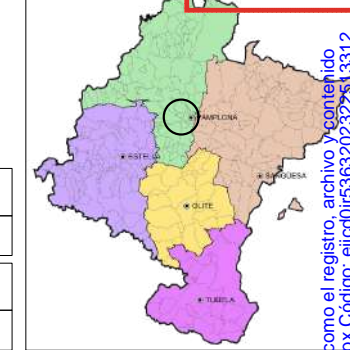 PAMPLONA
ESTELLA
SANGÜESA
OLITE
TUDELA
como el registro, archivo y contenido